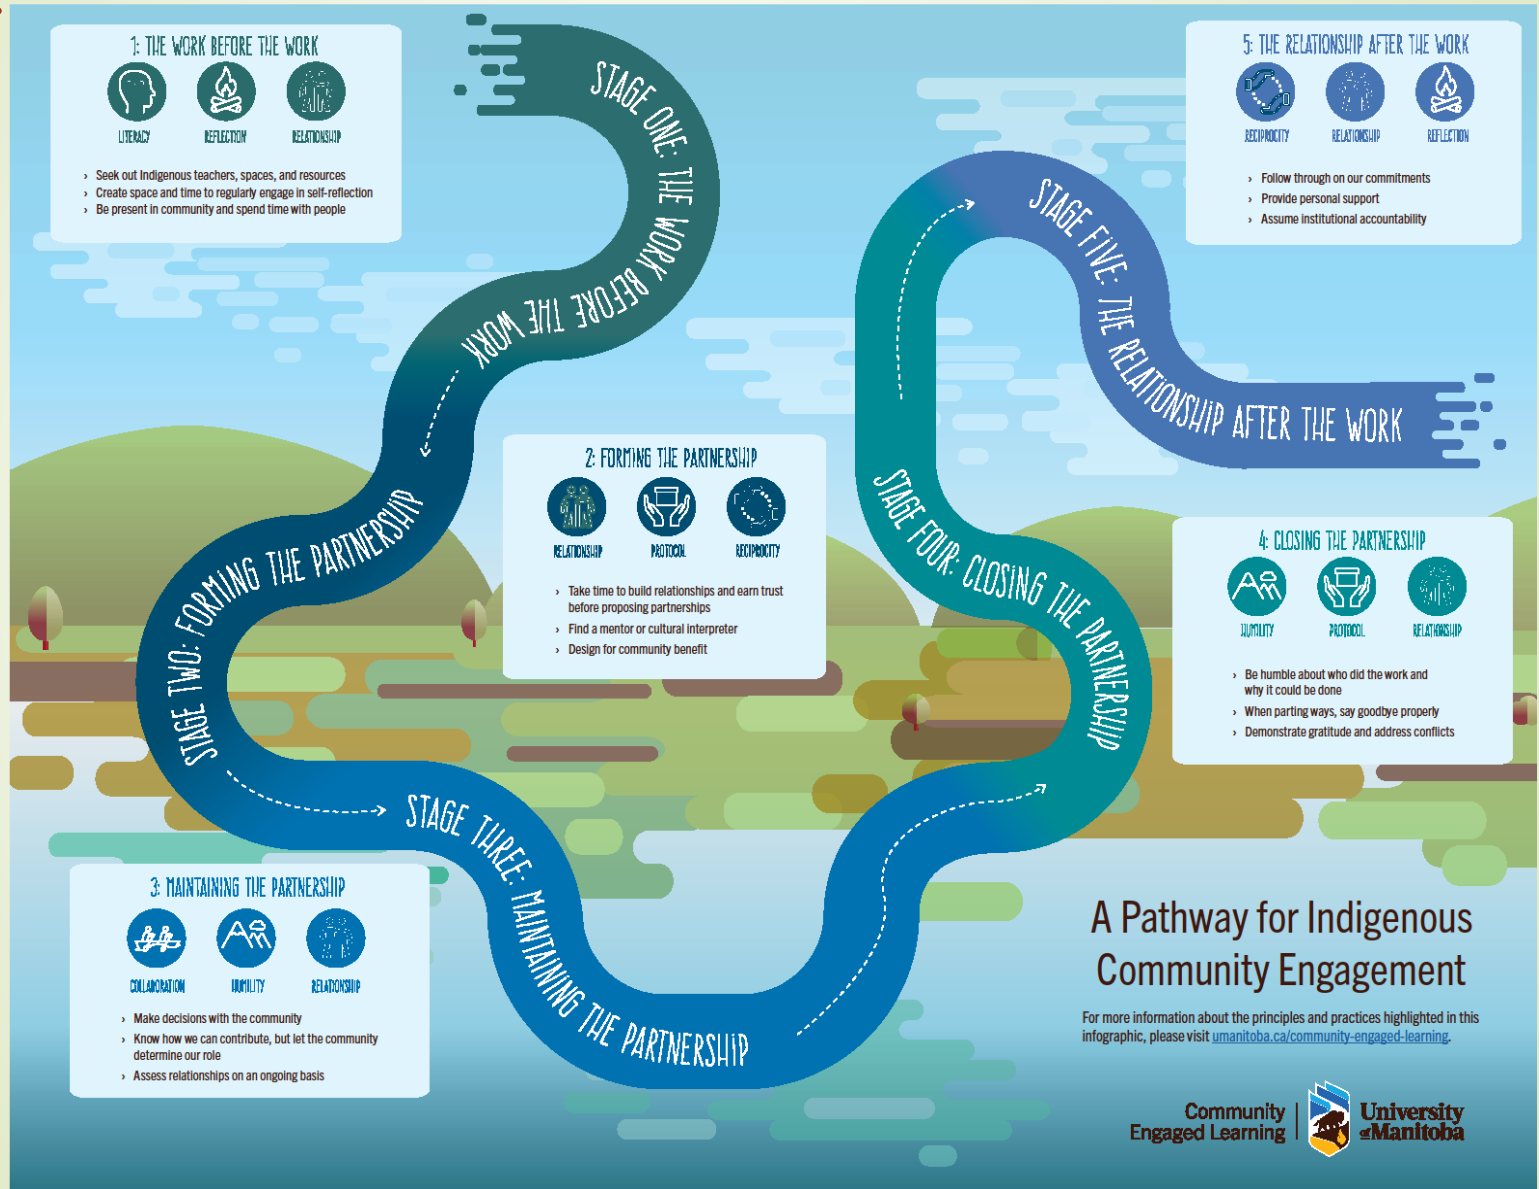 1: THE WORK BEFORE THE WORK
LITERACY
REFLECTION
RELATIONSHIP
› Seek out Indigenous teachers, spaces, and resources
› Create space and time to regularly engage in self-reflection
› Be present in community and spend time with people
STAGE ONE: THE WORK BEFORE THE WORK
STAGE TWO: FORMING THE PARTNERSHIP
2: FORMING THE PARTNERSHIP
RELATIONSHIP
PROTOCOL
RECIPROCITY
› Take time to build relationships and earn trust
before proposing partnerships
› Find a mentor or cultural interpreter
› Design for community benefit
STAGE THREE: MAINTAINING THE PARTNERSHIP
3: MAINTAINING THE PARTNERSHIP
COLLABORATION
HUMILITY
RELATIONSHIP
› Make decisions with the community
› Know how we can contribute, but let the community
determine our role
› Assess relationships on an ongoing basis
STAGE FOUR: CLOSING THE PARTNERSHIP
4: CLOSING THE PARTNERSHIP
HUMILITY
PROTOCOL
RELATIONSHIP
› Be humble about who did the work and
why it could be done
› When parting ways, say goodbye properly
› Demonstrate gratitude and address conflicts
STAGE FIVE: THE RELATIONSHIP AFTER THE WORK
5: THE RELATIONSHIP AFTER THE WORK
RECIPROCITY
RELATIONSHIP
REFLECTION
› Follow through on our commitments
› Provide personal support
› Assume institutional accountability
A Pathway for Indigenous
Community Engagement
For more information about the principles and practices highlighted in this
infographic, please visit umanitoba.ca/community-engaged-learning.
Community
Engaged Learning
University
of Manitoba